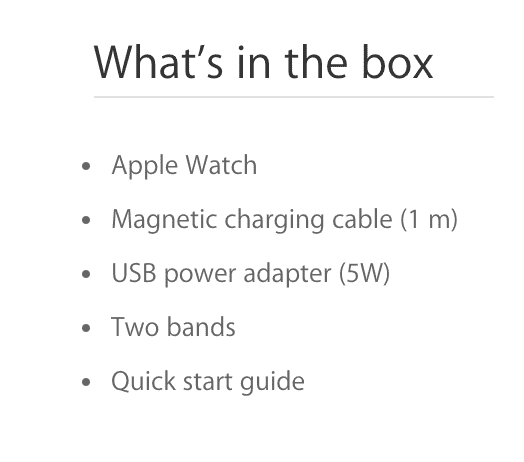 What’s in the box
• Apple Watch
• Magnetic charging cable (1 m)
• USB power adapter (5W)
• Two bands
• Quick start guide